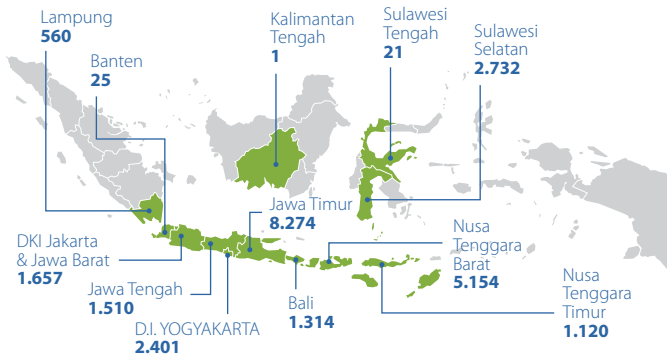 Lampung
560
Banten
25
Kalimantan
Tengah
1
Sulawesi
Tengah
21
Sulawesi
Selatan
2.732
DKI Jakarta
& Jawa Barat
1.657
Jawa Tengah
1.510
D.I. YOGYAKARTA
2.401
Jawa Timur
8.274
Bali
1.314
Nusa
Tenggara
Barat
5.154
Nusa
Tenggara
Timur
1.120